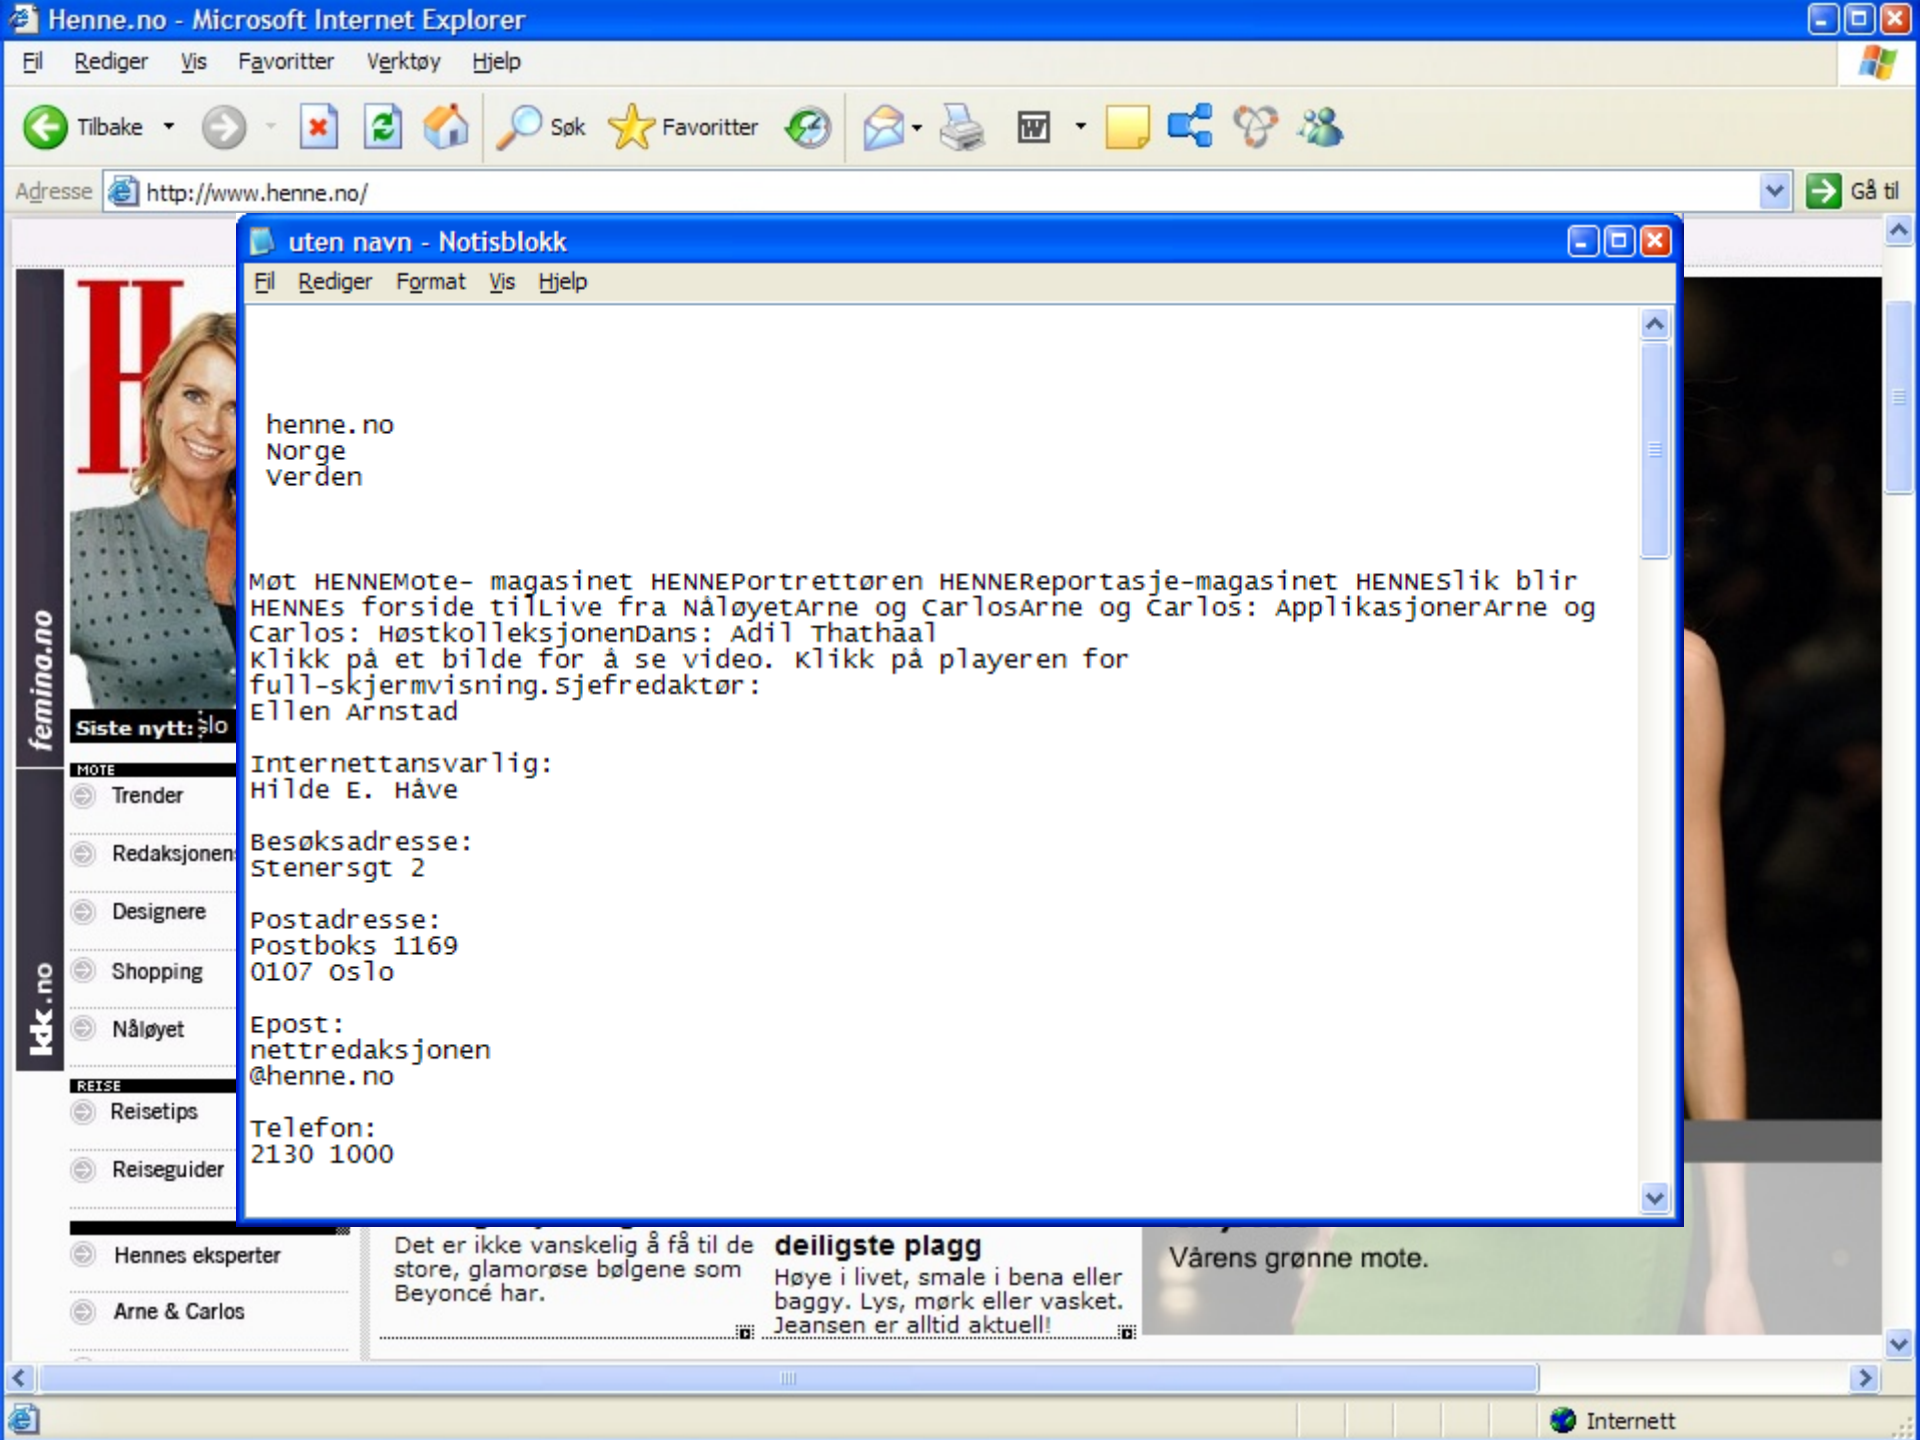 Henne.no - Microsoft Internet Explorer
Fil Rediger Vis Favoritter Verktøy Hjelp
Tilbake Søk Favoritter
Adresse http://www.henne.no/ Gå til
uten navn - Notisblokk
Fil Rediger Format Vis Hjelp
henne.no
Norge
Verden
Møt HENNEMote- magasinet HENNEPortrettøren HENNEReportasje-magasinet HENNESlik blir
HENNEs forside tilLive fra NåløyetArne og CarlosArne og Carlos: ApplikasjonerArne og
Carlos: HøstkolleksjonenDans: Adil Thathaal
Klikk på et bilde for å se video. Klikk på playeren for
full-skjermvisning.Sjefredaktør:
Ellen Arnstad
Internettansvarlig:
Hilde E. Håve
Besøksadresse:
Stenersgt 2
Postadresse:
Postboks 1169
0107 Oslo
Epost:
nettredaksjonen
@henne.no
Telefon:
2130 1000
H
femina.no
kk.no
Siste nytt: slo
MOTE
Trender
Redaksjonens
Designere
Shopping
Nåløyet
REISE
Reisetips
Reiseguider
Hennes eksperter
Arne & Carlos
Det er ikke vanskelig å få til de
store, glamorøse bølgene som
Beyoncé har.
deiligste plagg
Høye i livet, smale i bena eller
baggy. Lys, mørk eller vasket.
Jeansen er alltid aktuell!
Vårens grønne mote.
Internett